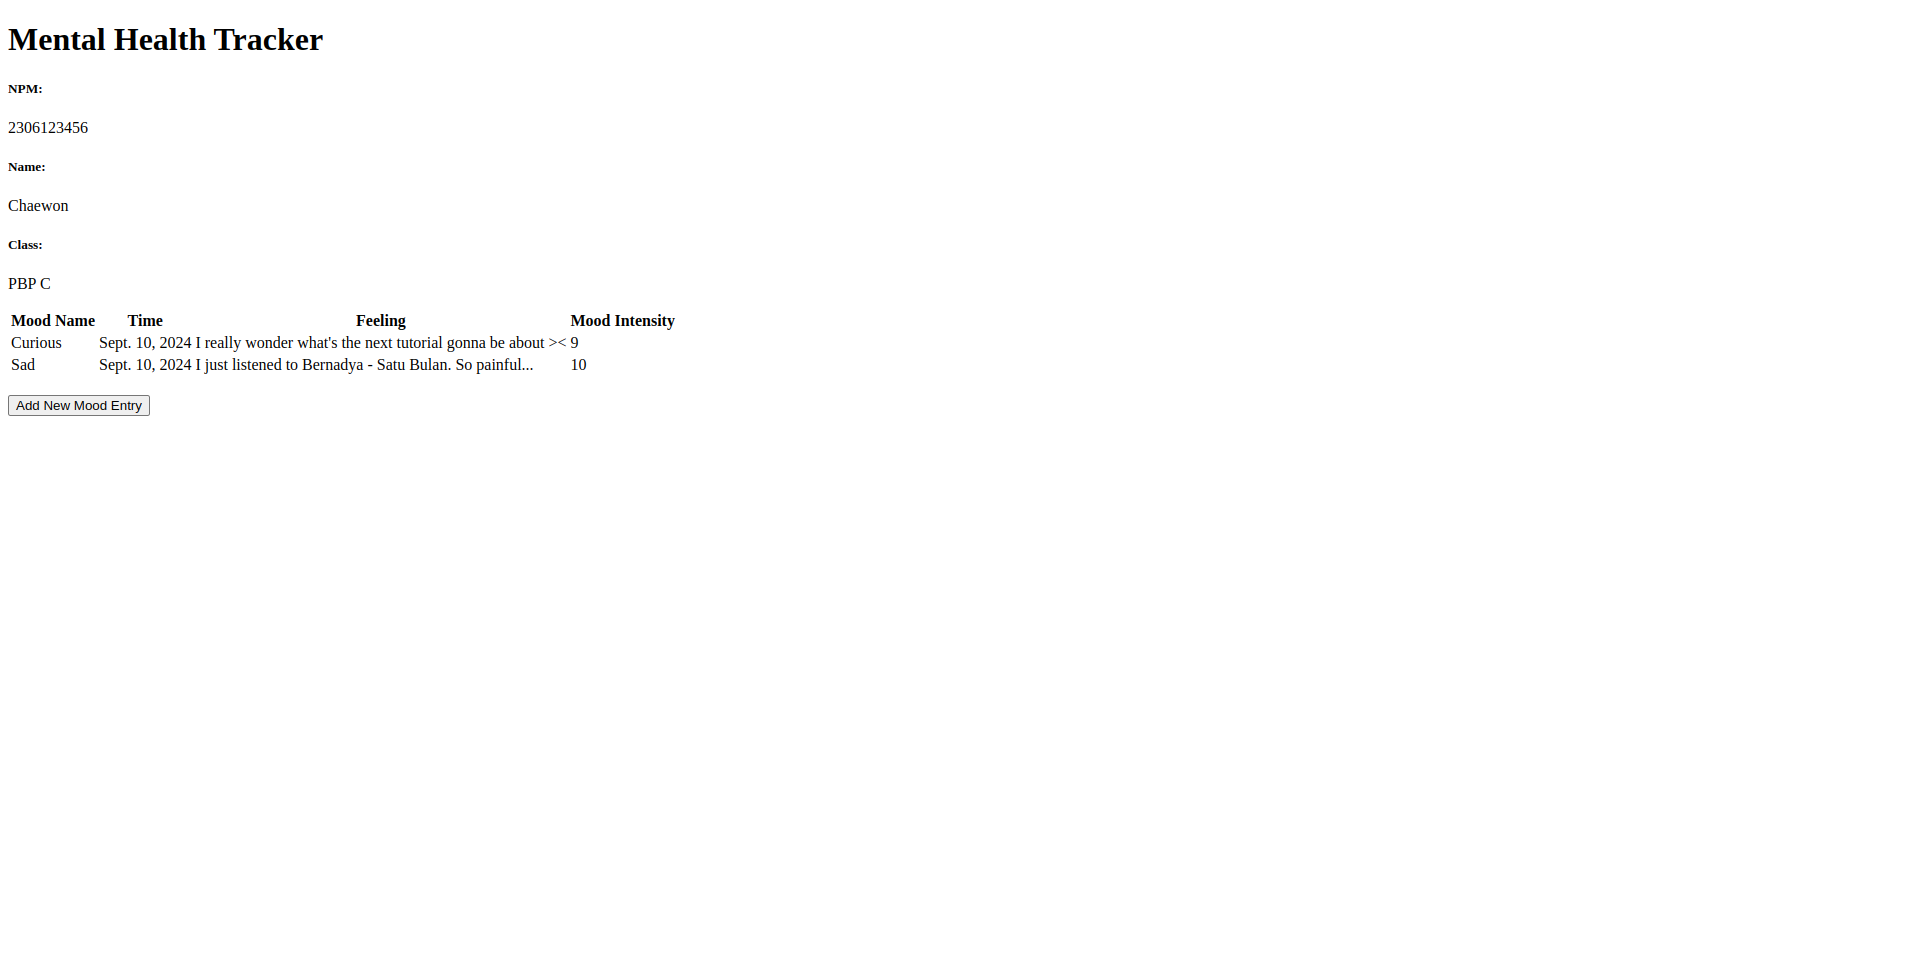 Mental Health Tracker
NPM:
2306123456
Name:
Chaewon
Class:
PBP C
Mood Name Time Feeling Mood Intensity
Curious Sept. 10, 2024 I really wonder what's the next tutorial gonna be about >< 9
Sad Sept. 10, 2024 I just listened to Bernadya - Satu Bulan. So painful... 10
Add New Mood Entry